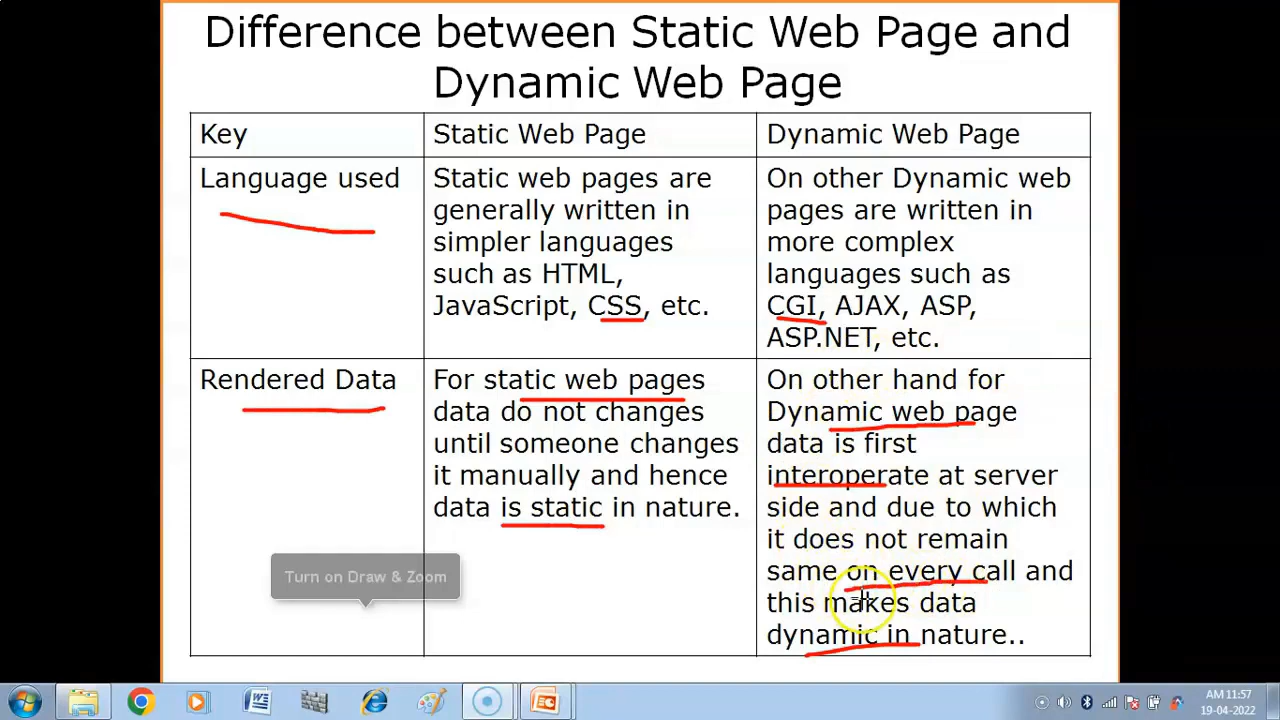 Difference between Static Web Page and
Dynamic Web Page
Key
Static Web Page
Dynamic Web Page
Language used
Static web pages are
generally written in
simpler languages
such as HTML,
JavaScript, CSS, etc.
On other Dynamic web
pages are written in
more complex
languages such as
CGI, AJAX, ASP,
ASP.NET, etc.
Rendered Data
For static web pages
data do not changes
until someone changes
it manually and hence
data is static in nature.
On other hand for
Dynamic web page
data is first
interoperate at server
side and due to which
it does not remain
same on every call and
this makes data
dynamic in nature..
Turn on Draw & Zoom
AM 11:57
19-04-2022